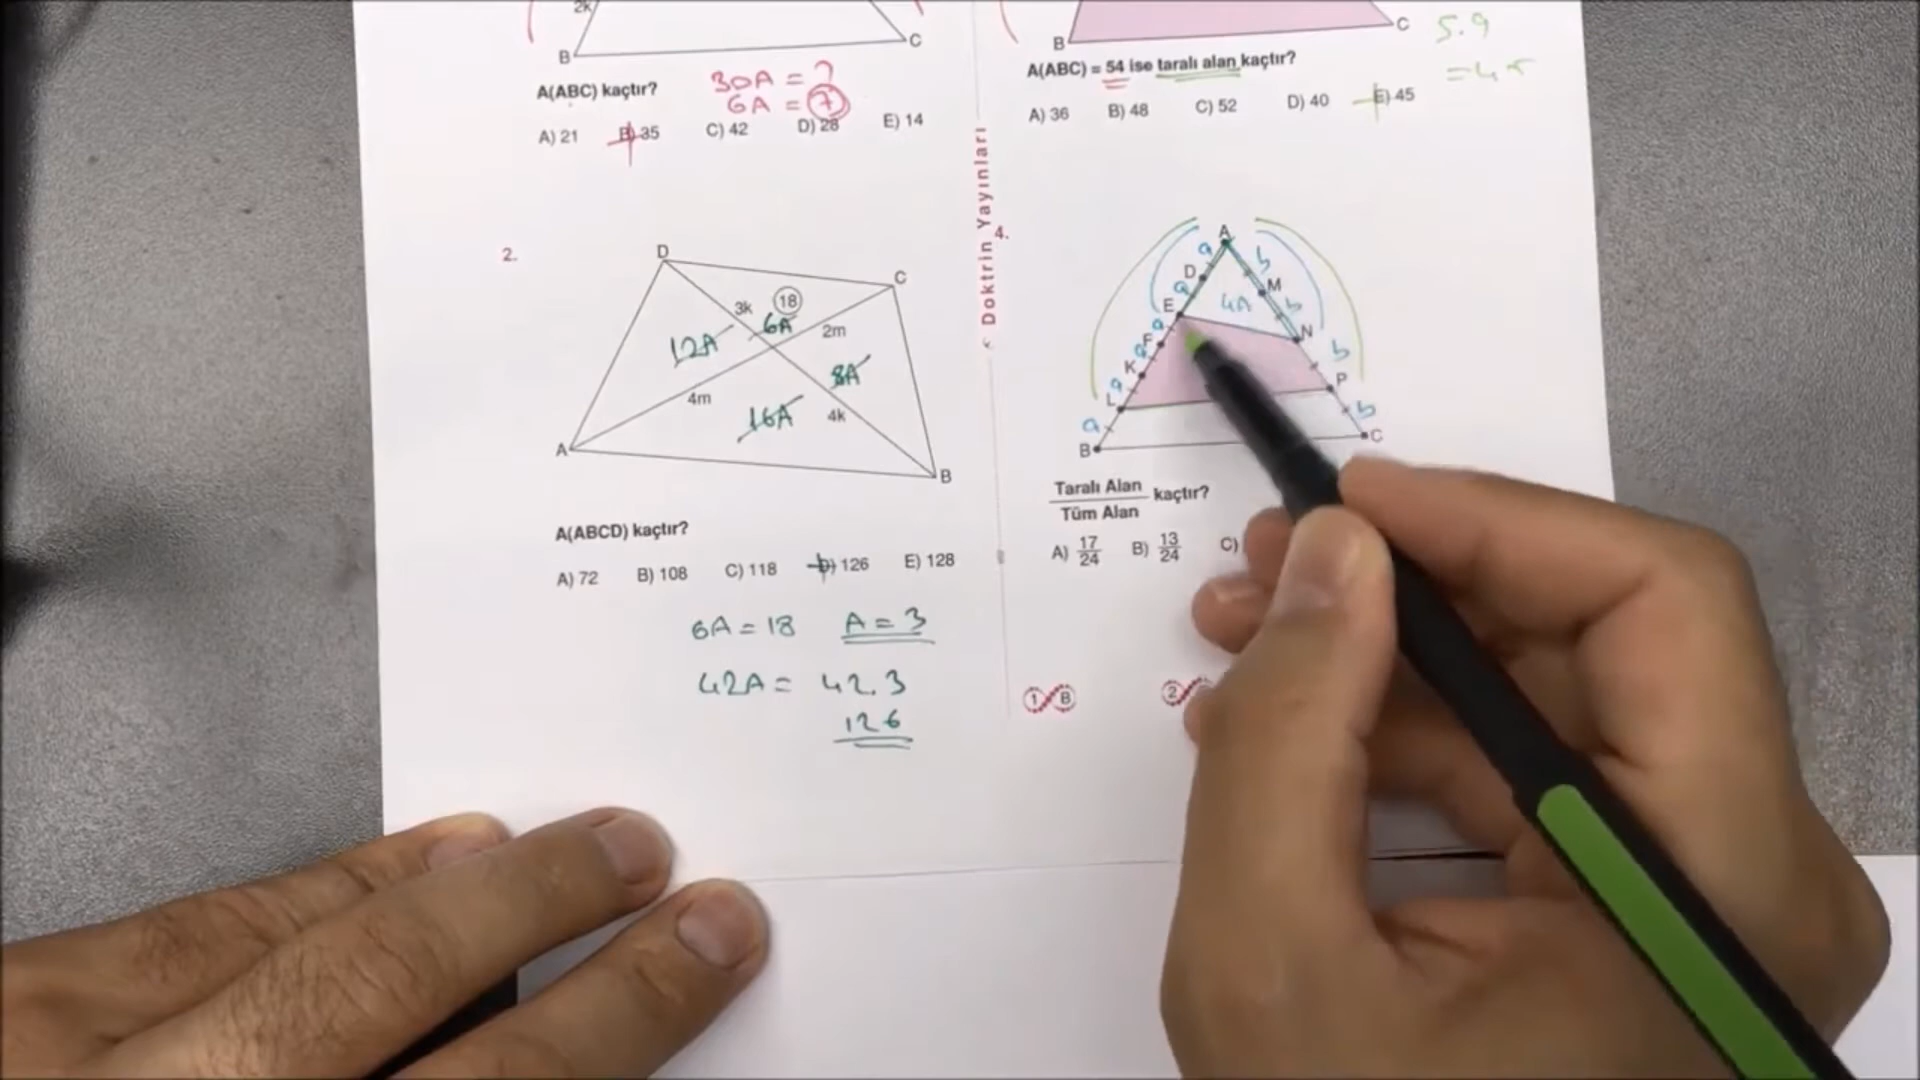 2k
B
C
A(ABC) kaçtır?
30A = ?
6A = 7
A) 21
B) 35
C) 42
D) 28
E) 14
2.
D
C
3k
18
6A
12A
2m
8A
4m
16A
4k
A
B
A(ABCD) kaçtır?
A) 72
B) 108
C) 118
D) 126
E) 128
6A = 18 A = 3
42A = 42.3
126
Doktrin Yayınları
B
C
5.9
= 45
A(ABC) = 54 ise taralı alan kaçtır?
A) 36
B) 48
C) 52
D) 40
E) 45
4.
A
a
b
D
M
a
4A
b
E
N
a
F
b
a
K
P
a
L
b
a
B
C
Taralı Alan
Tüm Alan
kaçtır?
A) 17/24
B) 13/24
C)
1 B
2